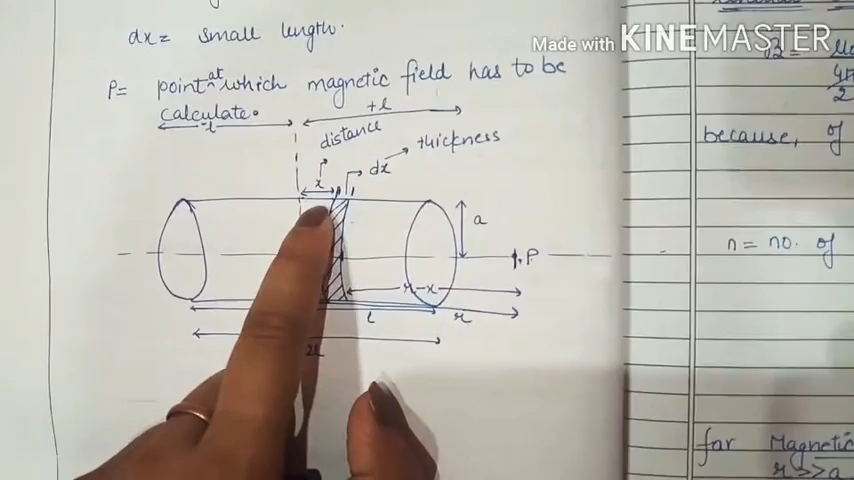 dx = small length.
Made with KINEMASTER
P = point at which magnetic field has to be
calculate.
-l
+l
distance
dx → thickness
x
a
P
r-x
l
r
2l
because, of
n = no. of
for Magnetic
r >> a